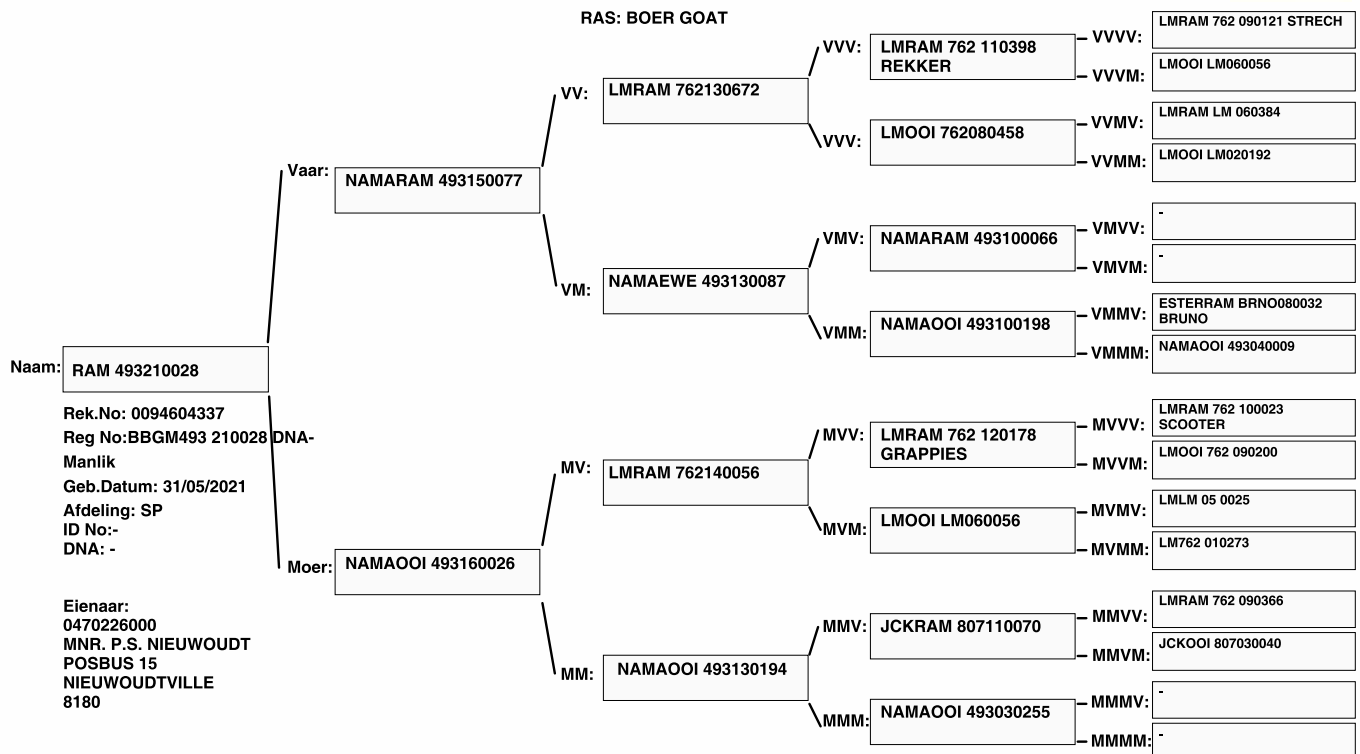 RAS: BOER GOAT
Naam:
RAM 493210028
Rek.No: 0094604337
Reg No:BBGM493 210028 DNA-
Manlik
Geb.Datum: 31/05/2021
Afdeling: SP
ID No:-
DNA: -
Eienaar:
0470226000
MNR. P.S. NIEUWOUDT
POSBUS 15
NIEUWOUDTVILLE
8180
Vaar:
NAMARAM 493150077
Moer:
NAMAOOI 493160026
VV:
LMRAM 762130672
VM:
NAMAEWE 493130087
MV:
LMRAM 762140056
MM:
NAMAOOI 493130194
VVV:
LMRAM 762 110398
REKKER
VVV:
LMOOI 762080458
VMV:
NAMARAM 493100066
VMM:
NAMAOOI 493100198
MVV:
LMRAM 762 120178
GRAPPIES
MVM:
LMOOI LM060056
MMV:
JCKRAM 807110070
MMM:
NAMAOOI 493030255
VVVV:
LMRAM 762 090121 STRECH
VVVM:
LMOOI LM060056
VVMV:
LMRAM LM 060384
VVMM:
LMOOI LM020192
VMVV:
-
VMVM:
-
VMMV:
ESTERRAM BRNO080032
BRUNO
VMMM:
NAMAOOI 493040009
MVVV:
LMRAM 762 100023
SCOOTER
MVVM:
LMOOI 762 090200
MVMV:
LMLM 05 0025
MVMM:
LM762 010273
MMVV:
LMRAM 762 090366
MMVM:
JCKOOI 807030040
MMMV:
-
MMMM:
-